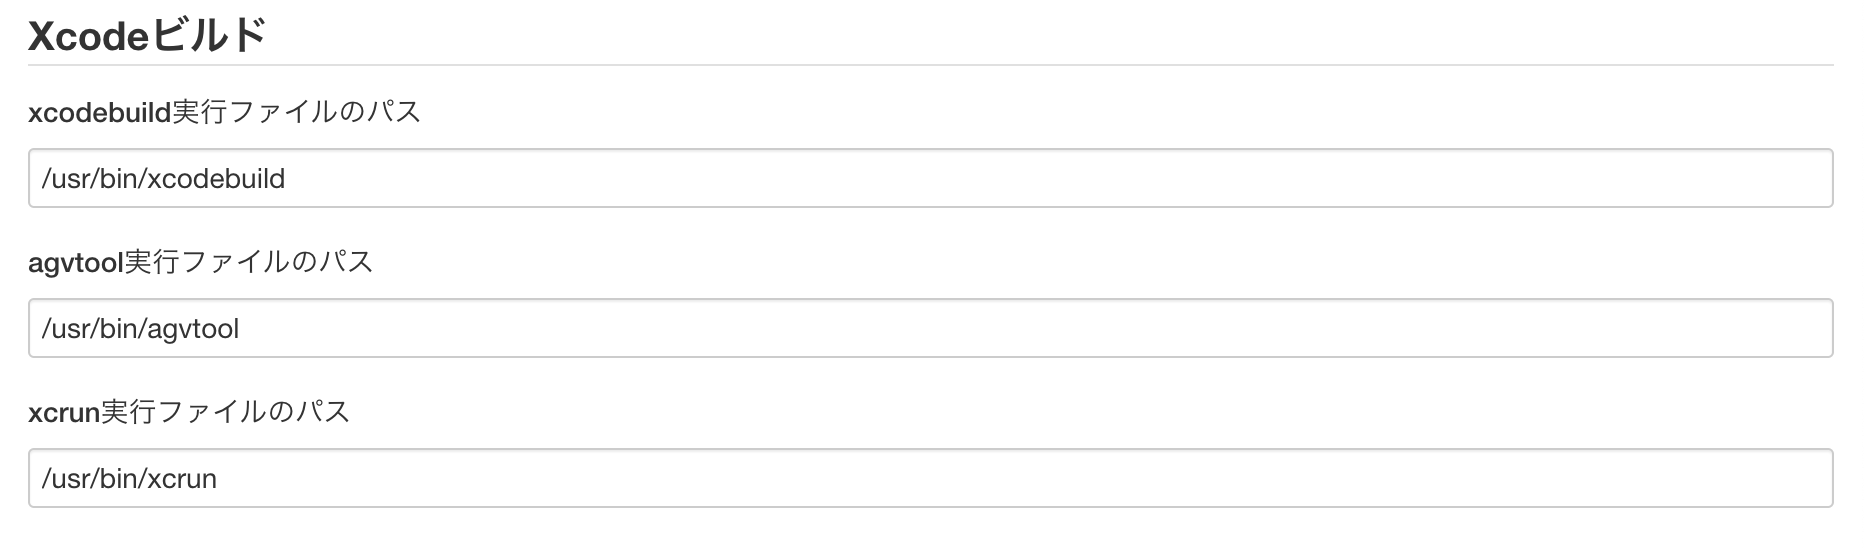 Xcodeビルド
xcodebuild実行ファイルのパス
/usr/bin/xcodebuild
agvtool実行ファイルのパス
/usr/bin/agvtool
xcrun実行ファイルのパス
/usr/bin/xcrun